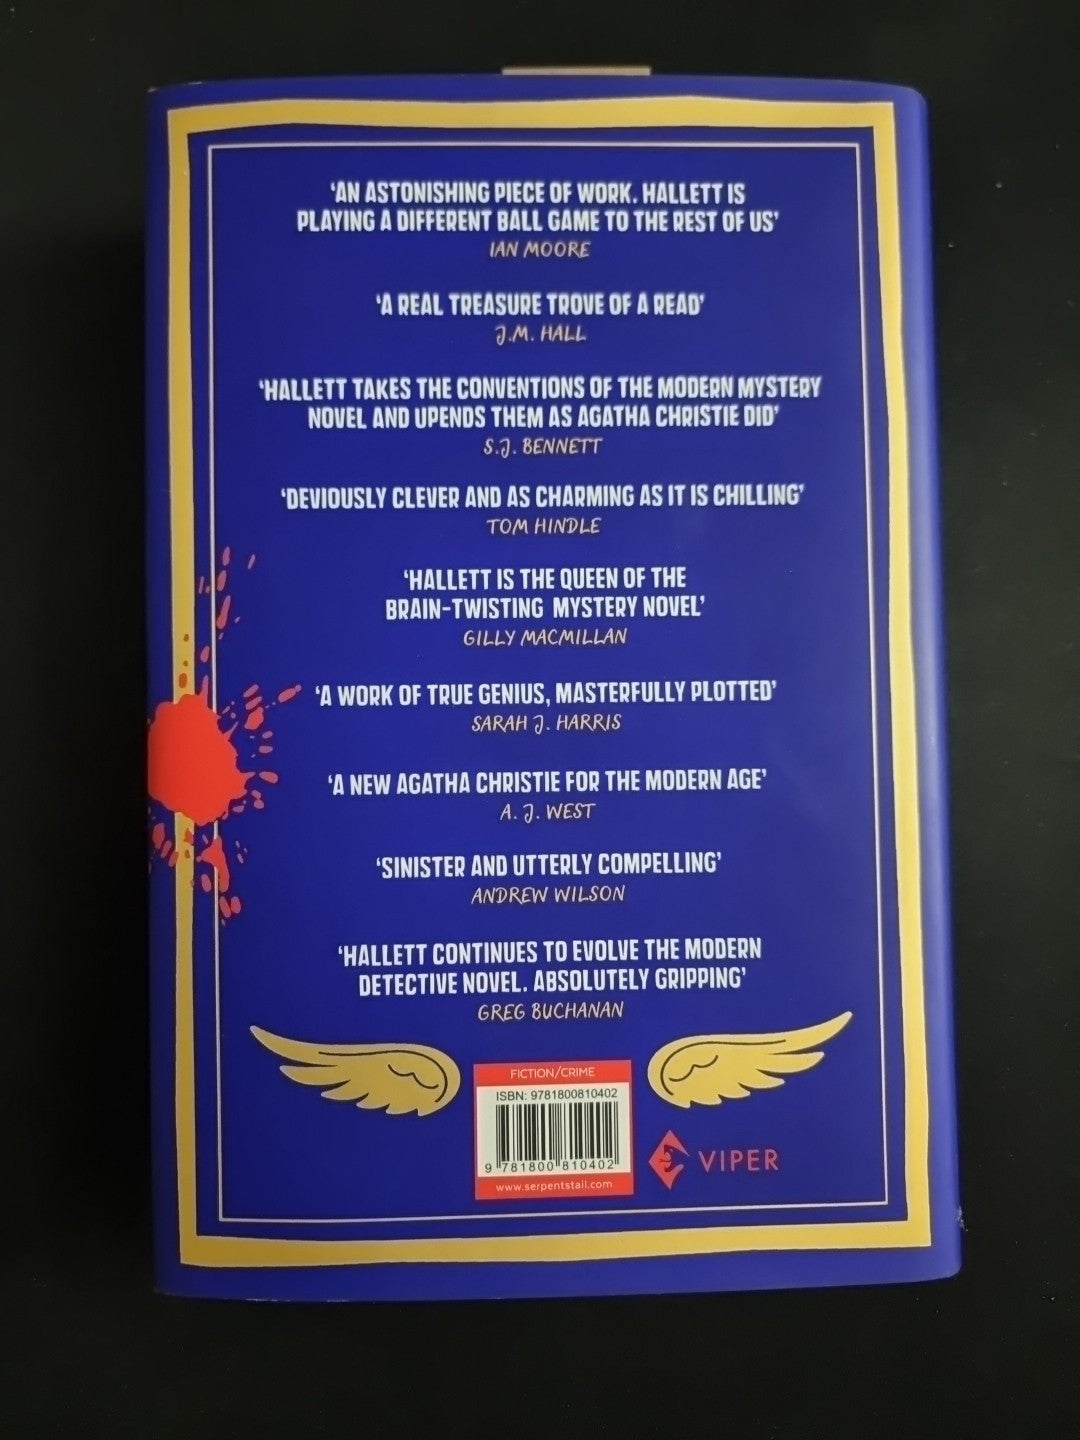 ‘AN ASTONISHING PIECE OF WORK. HALLETT IS
PLAYING A DIFFERENT BALL GAME TO THE REST OF US’
IAN MOORE
‘A REAL TREASURE TROVE OF A READ’
J.M. HALL
‘HALLETT TAKES THE CONVENTIONS OF THE MODERN MYSTERY
NOVEL AND UPENDS THEM AS AGATHA CHRISTIE DID’
S.J. BENNETT
‘DEVIOUSLY CLEVER AND AS CHARMING AS IT IS CHILLING’
TOM HINDLE
‘HALLETT IS THE QUEEN OF THE
BRAIN-TWISTING MYSTERY NOVEL’
GILLY MACMILLAN
‘A WORK OF TRUE GENIUS, MASTERFULLY PLOTTED’
SARAH J. HARRIS
‘A NEW AGATHA CHRISTIE FOR THE MODERN AGE’
A. J. WEST
‘SINISTER AND UTTERLY COMPELLING’
ANDREW WILSON
‘HALLETT CONTINUES TO EVOLVE THE MODERN
DETECTIVE NOVEL. ABSOLUTELY GRIPPING’
GREG BUCHANAN
FICTION/CRIME
ISBN: 9781800810402
9 781800 810402
www.serpentstail.com
VIPER